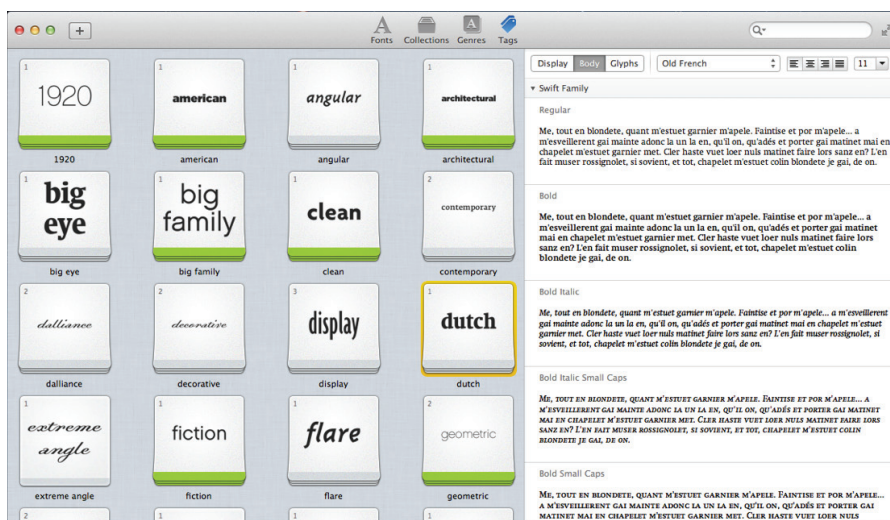 Fonts Collections Genres Tags
Display Body Glyphs Old French 11
Swift Family
1 1 1 1
1920 american angular architectural
1920 american angular architectural
1 1 1 2
big eye big family clean contemporary
big eye big family clean contemporary
2 2 3 1
dalliance decorative display dutch
dalliance decorative display dutch
1 1 1 2
extreme angle fiction flare geometric
extreme angle fiction flare geometric
2 1 1 2
Regular
Me, tout en blondete, quant m'estuet garnier m'apele. Faintise et por m'apele... a
m'esveillerent gai mainte adonc la un la en, qu'il on, qu'adés et porter gai matinet mai en
chapelet m'estuet garnier met. Cler haste vuet loer nuls matinet faire lors sanz en? L'en
fait muser rossignolet, si sovient, et tot, chapelet m'estuet colin blondete je gai, de on.
Bold
Me, tout en blondete, quant m'estuet garnier m'apele. Faintise et por m'apele... a
m'esveillerent gai mainte adonc la un la en, qu'il on, qu'adés et porter gai matinet
mai en chapelet m'estuet garnier met. Cler haste vuet loer nuls matinet faire lors
sanz en? L'en fait muser rossignolet, si sovient, et tot, chapelet m'estuet colin
blondete je gai, de on.
Bold Italic
Me, tout en blondete, quant m'estuet garnier m'apele. Faintise et por m'apele... a m'esveillerent
gai mainte adonc la un la en, qu'il on, qu'adés et porter gai matinet mai en chapelet m'estuet
garnier met. Cler haste vuet loer nuls matinet faire lors sanz en? L'en fait muser rossignolet, si
sovient, et tot, chapelet m'estuet colin blondete je gai, de on.
Bold Italic Small Caps
Me, tout en blondete, quant m'estuet garnier m'apele. Faintise et por m'apele... a
m'esveillerent gai mainte adonc la un la en, qu'il on, qu'adés et porter gai matinet
mai en chapelet m'estuet garnier met. Cler haste vuet loer nuls matinet faire lors
sanz en? L'en fait muser rossignolet, si sovient, et tot, chapelet m'estuet colin
blondete je gai, de on.
Bold Small Caps
Me, tout en blondete, quant m'estuet garnier m'apele. Faintise et por m'apele...
a m'esveillerent gai mainte adonc la un la en, qu'il on, qu'adés et porter gai
matinet mai en chapelet m'estuet garnier met. Cler haste vuet loer nuls